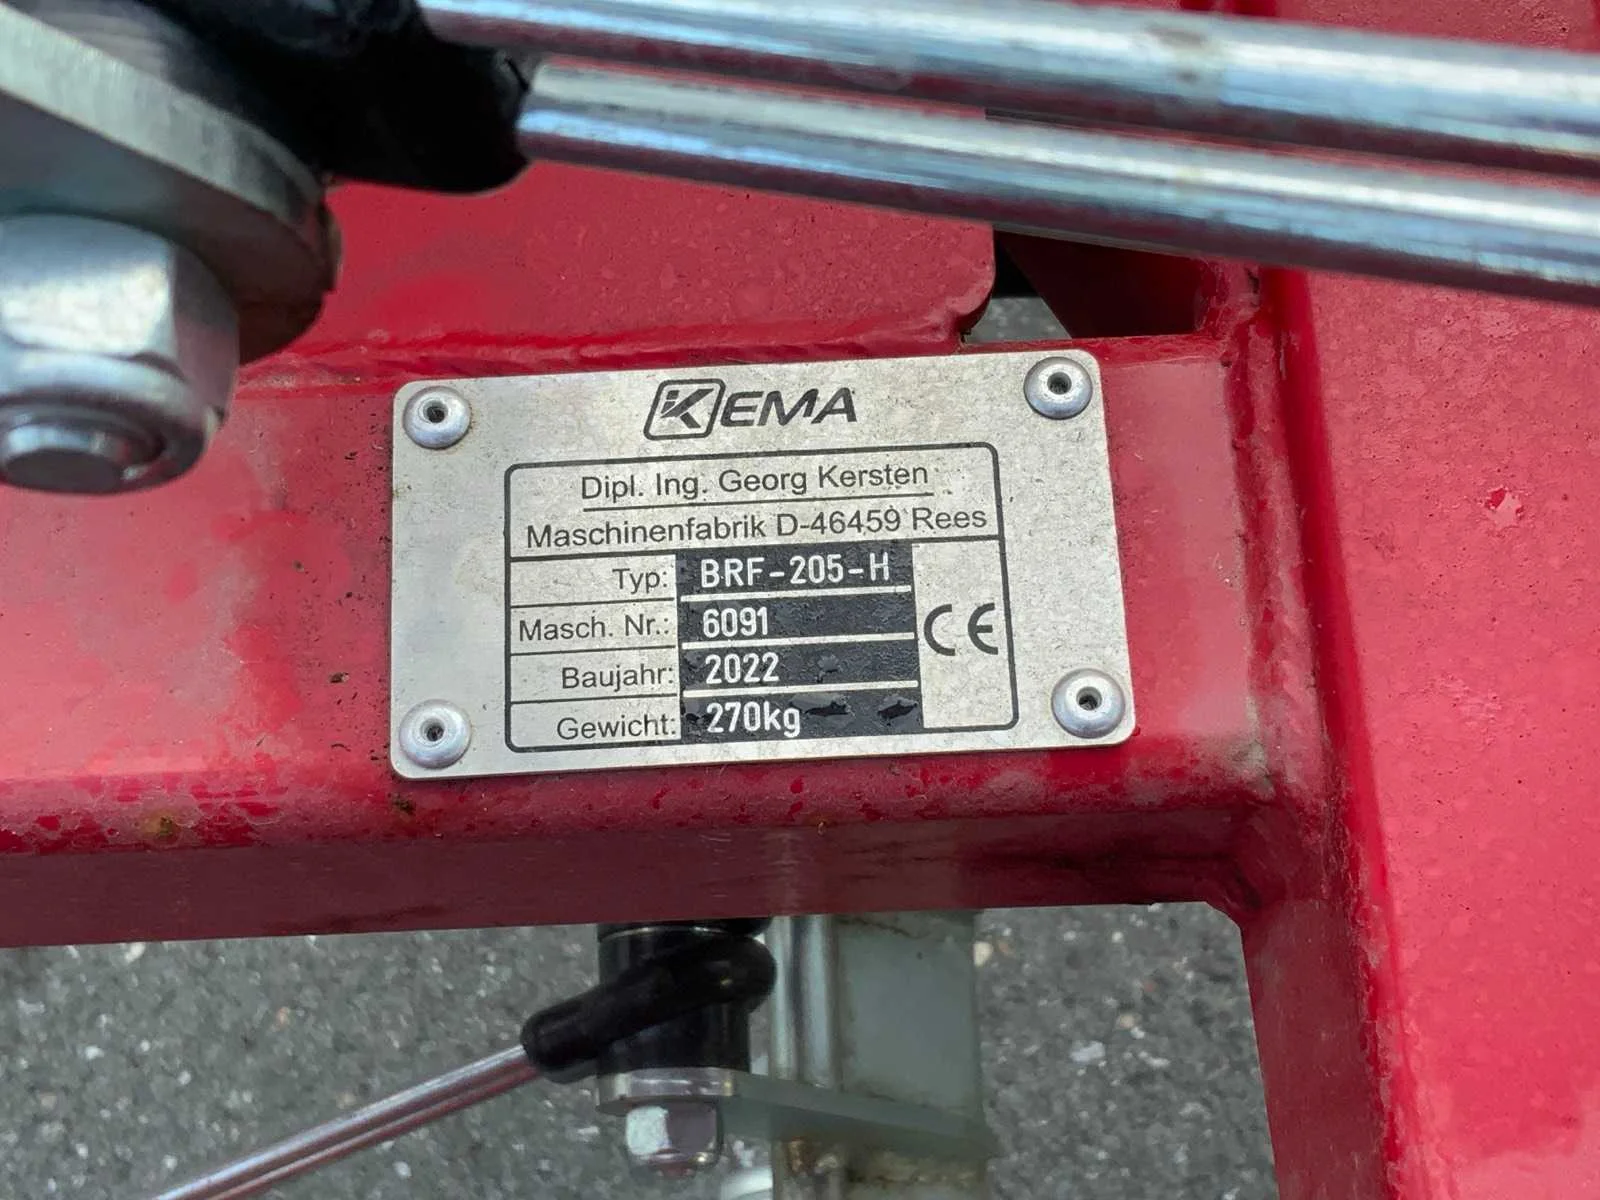 KEMA
Dipl. Ing. Georg Kersten
Maschinenfabrik D-46459 Rees
Typ: BRF-205-H
Masch. Nr.: 6091
Baujahr: 2022
Gewicht: 270kg
CE